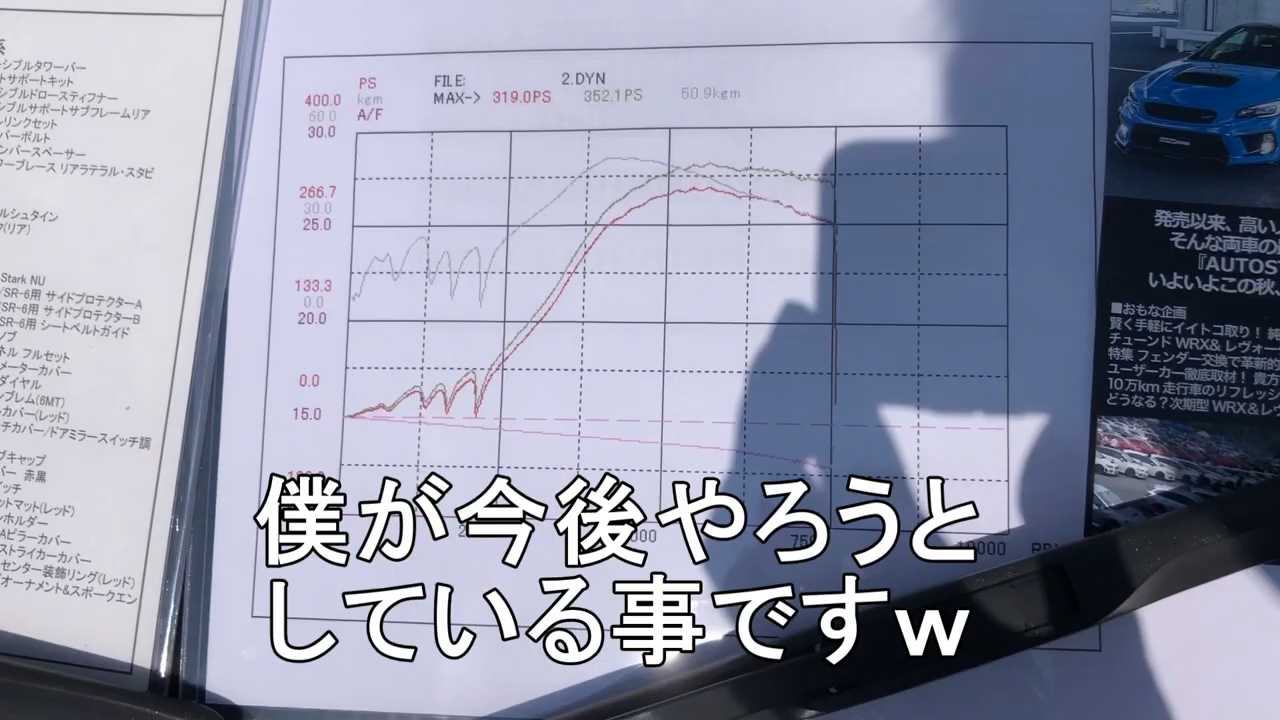 系
シブルタワーバー
トサポートキット
シブルドロースティフナー
シブルサポートサブフレームリア
ルリンクセット
バーボルト
ンバースペーサー
ワーブレース リアラテラル・スタビ
ルシュタイン
ク(リア)
Stark NU
/SR-6用 サイドプロテクターA
/SR-6用 サイドプロテクターB
SR-6用 シートベルトガイド
ノブ
ネル フルセット
メーターカバー
ダイヤル
ンブレム(6MT)
ーカバー(レッド)
チカバー/ドアミラースイッチ調
プキャップ
バー 赤黒
イッチ
ットマット(レッド)
ンホルダー
Aピラーカバー
ストライカーカバー
センター装飾リング(レッド)
オーナメント&スポークエン
PS
kgm
A/F
FILE:
2.DYN
MAX-> 319.0PS 352.1PS 50.9kgm
400.0
60.0
30.0
266.7
30.0
25.0
133.3
0.0
20.0
0.0
15.0
10000
発売以来、高い
そんな両車の
『AUTOS
いよいよこの秋、
■おもな企画
賢く手軽にイイトコ取り! 純
チューンド WRX& レヴォー
特集 フェンダー交換で革新的
ユーザーカー徹底取材! 貴方
10万km 走行車のリフレッシ
どうなる?次期型 WRX&レ
僕が今後やろうと
している事ですｗ